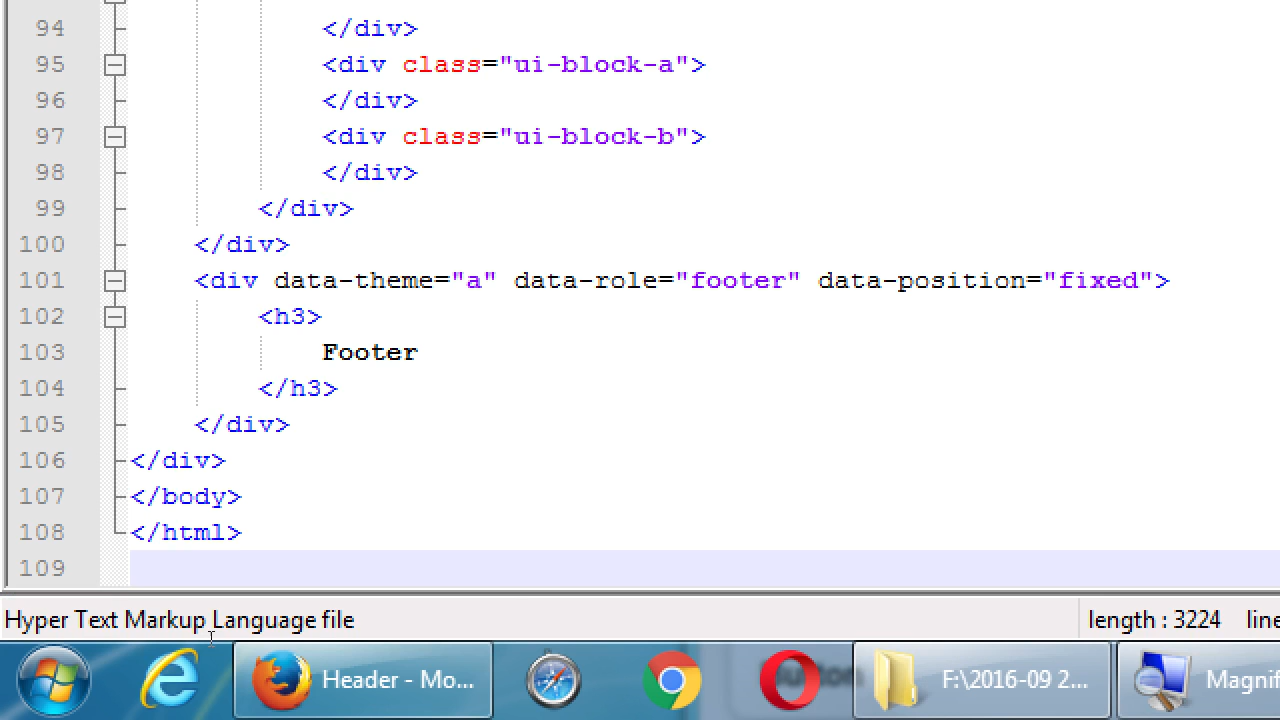 94 </div>
95 <div class="ui-block-a">
96 </div>
97 <div class="ui-block-b">
98 </div>
99 </div>
100 </div>
101 <div data-theme="a" data-role="footer" data-position="fixed">
102 <h3>
103 Footer
104 </h3>
105 </div>
106 </div>
107 </body>
108 </html>
109
Hyper Text Markup Language file length : 3224 line
Header - Mo... F:\2016-09 2... Magnif